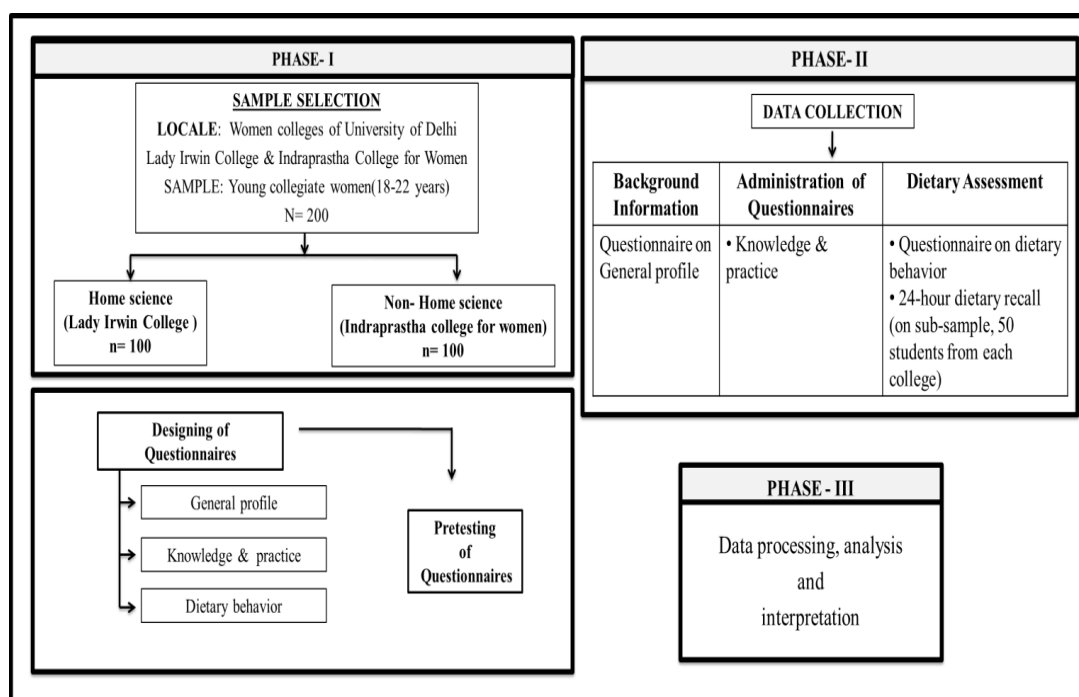 PHASE- I
SAMPLE SELECTION
LOCALE: Women colleges of University of Delhi
Lady Irwin College & Indraprastha College for Women
SAMPLE: Young collegiate women(18-22 years)
N= 200
Home science
(Lady Irwin College )
n= 100
Non- Home science
(Indraprastha college for women)
n= 100
Designing of
Questionnaires
General profile
Knowledge & practice
Dietary behavior
Pretesting
of
Questionnaires
PHASE- II
DATA COLLECTION
Background
Information
Administration of
Questionnaires
Dietary Assessment
Questionnaire on
General profile
• Knowledge &
practice
• Questionnaire on dietary
behavior
• 24-hour dietary recall
(on sub-sample, 50
students from each
college)
PHASE - III
Data processing, analysis
and
interpretation